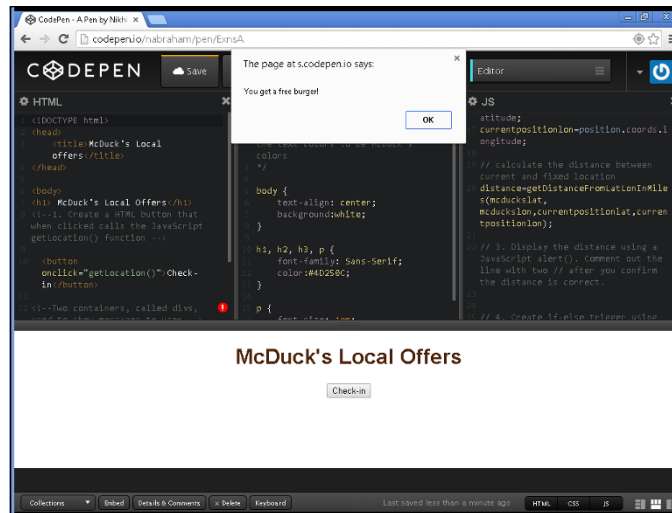 CodePen - A Pen by Nikhi
codepen.io/nabraham/pen/ExnsA
CODEPEN
Save
Editor
The page at s.codepen.io says:
You get a free burger!
OK
HTML
<!DOCTYPE html>
<head>
<title>McDuck's Local
offers</title>
</head>
<body>
<h1> McDuck's Local Offers</h1>
<!--1. Create a HTML button that
when clicked calls the JavaScript
getLocation() function -->
<button
onclick="getLocation()">Check-
in</button>
<!--Two containers, called divs,
colors
*/
body {
text-align: center;
background:white;
}
h1, h2, h3, p {
font-family: Sans-Serif;
color:#4D250C;
}
p {
JS
atitude;
currentpositionlon=position.coords.l
ongitude;
// calculate the distance between
current and fixed location
distance=getDistanceFromLatLonInMile
s(mcduckslat,
mcduckslon,currentpositionlat,curren
tpositionlon);
// 3. Display the distance using a
JavaScript alert(). Comment out the
line with two // after you confirm
the distance is correct.
// 4. Create if-else trigger using
McDuck's Local Offers
Check-in
Collections
Embed
Details & Comments
x Delete
Keyboard
Last saved less than a minute ago
HTML
CSS
JS